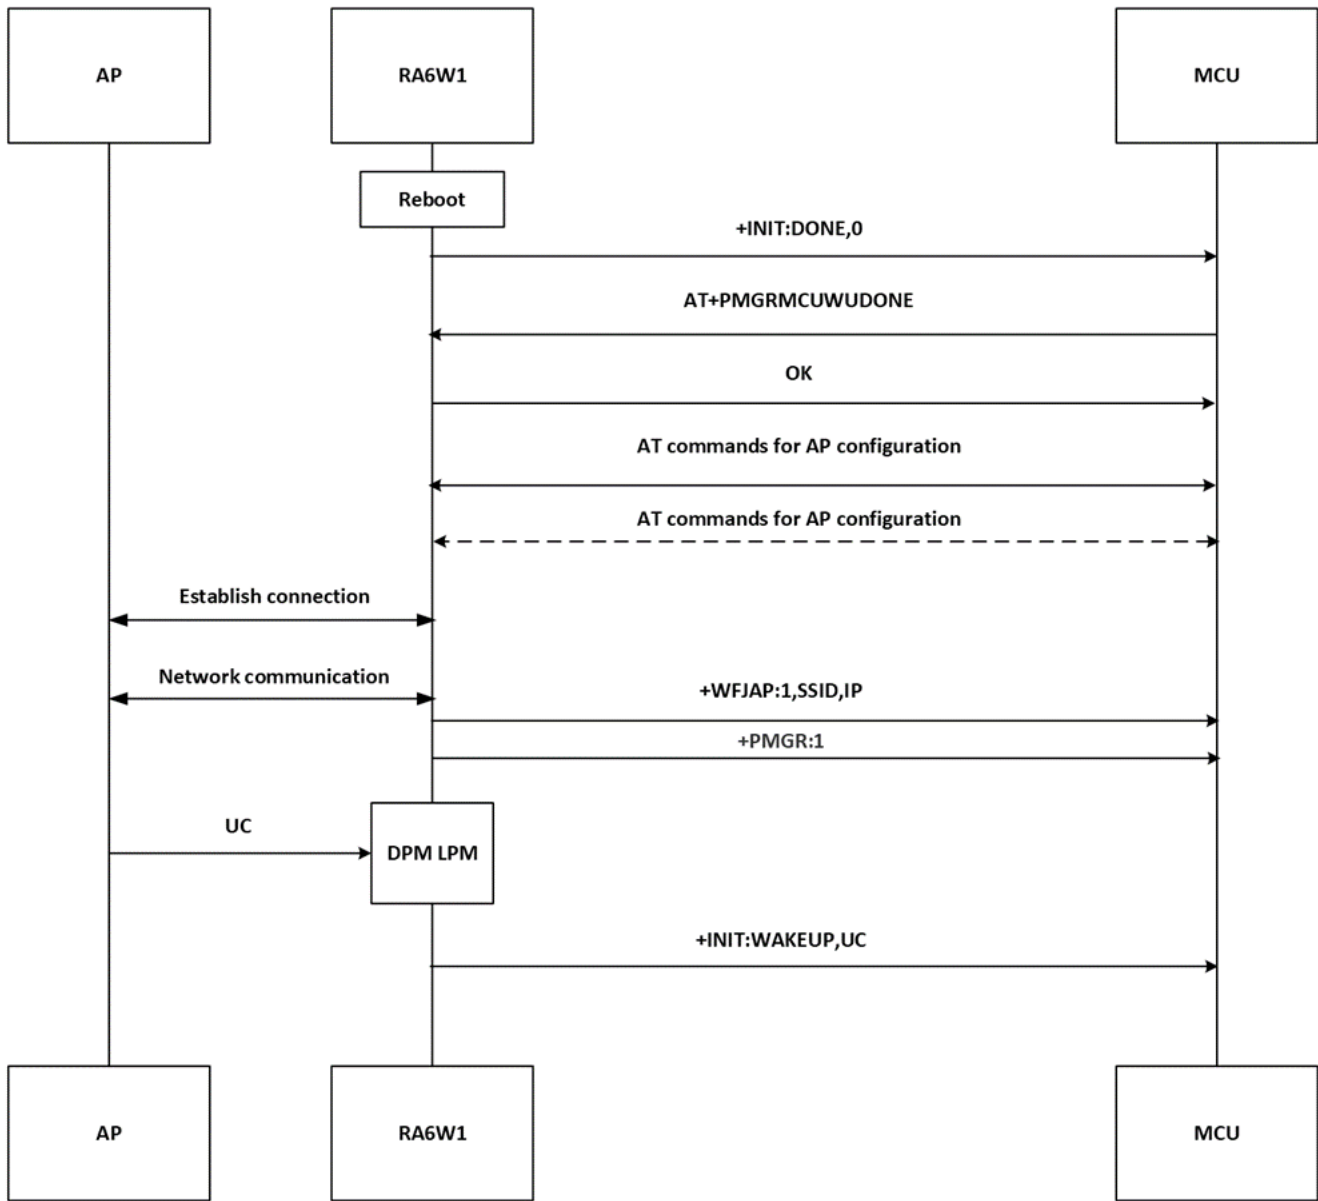 AP
RA6W1
MCU
Reboot
+INIT:DONE,0
AT+PMGRMCUWUDONE
OK
AT commands for AP configuration
AT commands for AP configuration
Establish connection
Network communication
+WFJAP:1,SSID,IP
+PMGR:1
UC
DPM LPM
+INIT:WAKEUP,UC
AP
RA6W1
MCU